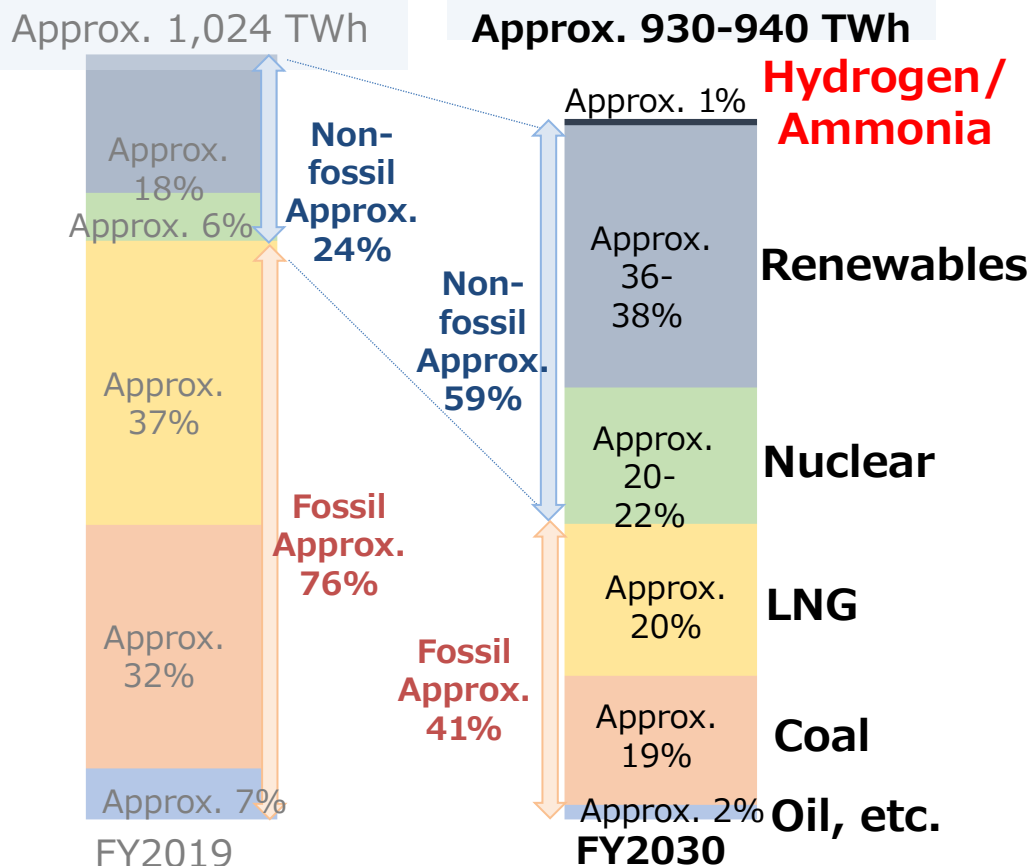 Approx. 1,024 TWh
Approx.
18%
Approx. 6%
Approx.
37%
Approx.
32%
Approx. 7%
FY2019
Non-
fossil
Approx.
24%
Fossil
Approx.
76%
Approx. 930-940 TWh
Approx. 1%
Hydrogen/
Ammonia
Non-
fossil
Approx.
59%
Fossil
Approx.
41%
Approx.
36-
38%
Renewables
Approx.
20-
22%
Nuclear
Approx.
20%
LNG
Approx.
19%
Coal
Approx. 2%
Oil, etc.
FY2030